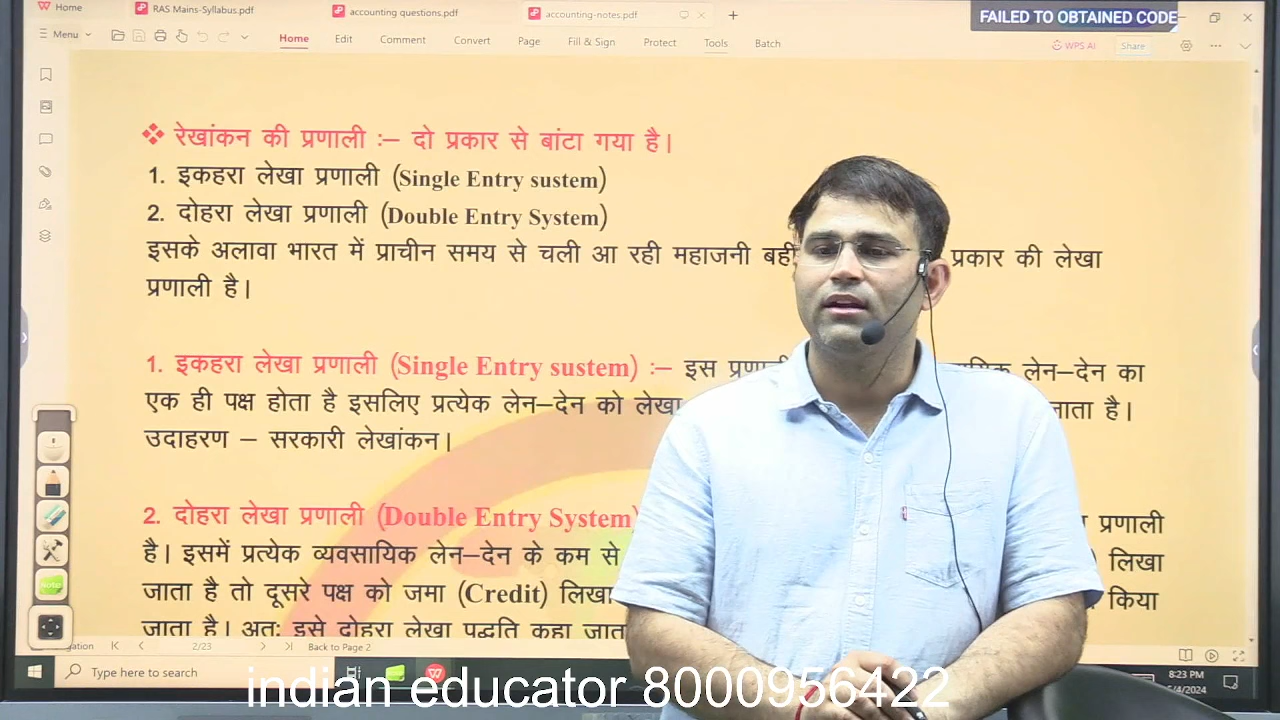 Home
RAS Mains-Syllabus.pdf
accounting questions.pdf
accounting-notes.pdf
FAILED TO OBTAINED CODE
Menu
Home Edit Comment Convert Page Fill & Sign Protect Tools Batch
WPS AI Share
❖ रेखांकन की प्रणाली :– दो प्रकार से बांटा गया है।
1. इकहरा लेखा प्रणाली (Single Entry sustem)
2. दोहरा लेखा प्रणाली (Double Entry System)
इसके अलावा भारत में प्राचीन समय से चली आ रही महाजनी बही प्रकार की लेखा
प्रणाली है।
1. इकहरा लेखा प्रणाली (Single Entry sustem) :– इस लेन–देन का
एक ही पक्ष होता है इसलिए प्रत्येक लेन–देन को लेखा जाता है।
उदाहरण – सरकारी लेखांकन।
2. दोहरा लेखा प्रणाली (Double Entry System) प्रणाली
है। इसमें प्रत्येक व्यवसायिक लेन–देन के कम से लिखा
जाता है तो दूसरे पक्ष को जमा (Credit) लिखा किया
जाता है। अतः इसे दोहरा लेखा पद्धति कहा जाता
2/23
Back to Page 2
Type here to search
8:23 PM
indian educator 8000956422